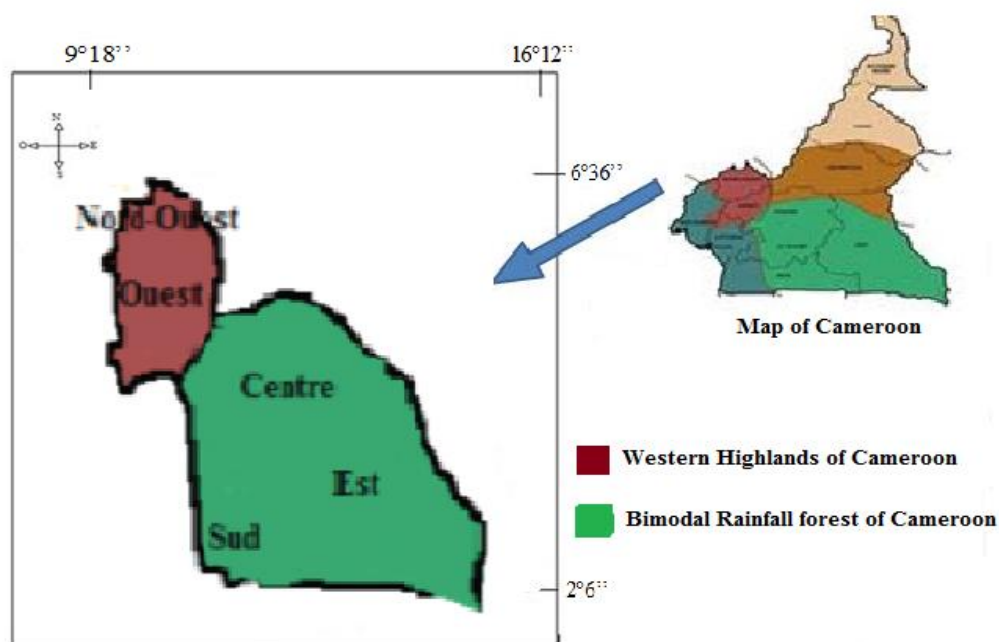 9°18’’
16°12’’
N
O
E
S
6°36’’
Nord-Ouest
Ouest
Centre
Est
Sud
2°6’’
Map of Cameroon
Western Highlands of Cameroon
Bimodal Rainfall forest of Cameroon